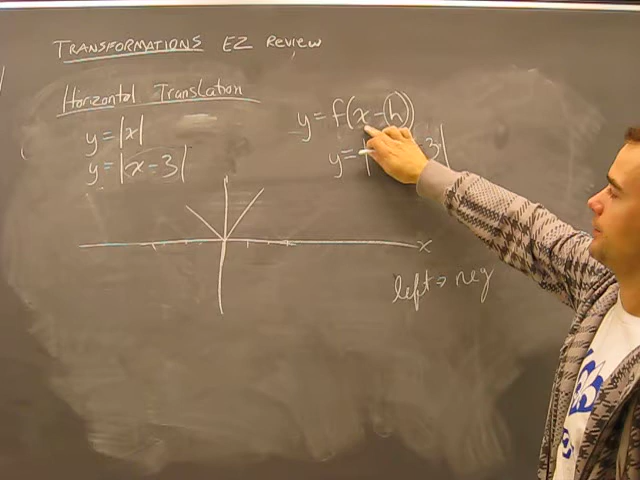 TRANSFORMATIONS EZ Review
Horizontal Translation
y = |x|
y = |x - 3|
y = f(x - h)
y = | 3|
x
left ⇒ neg